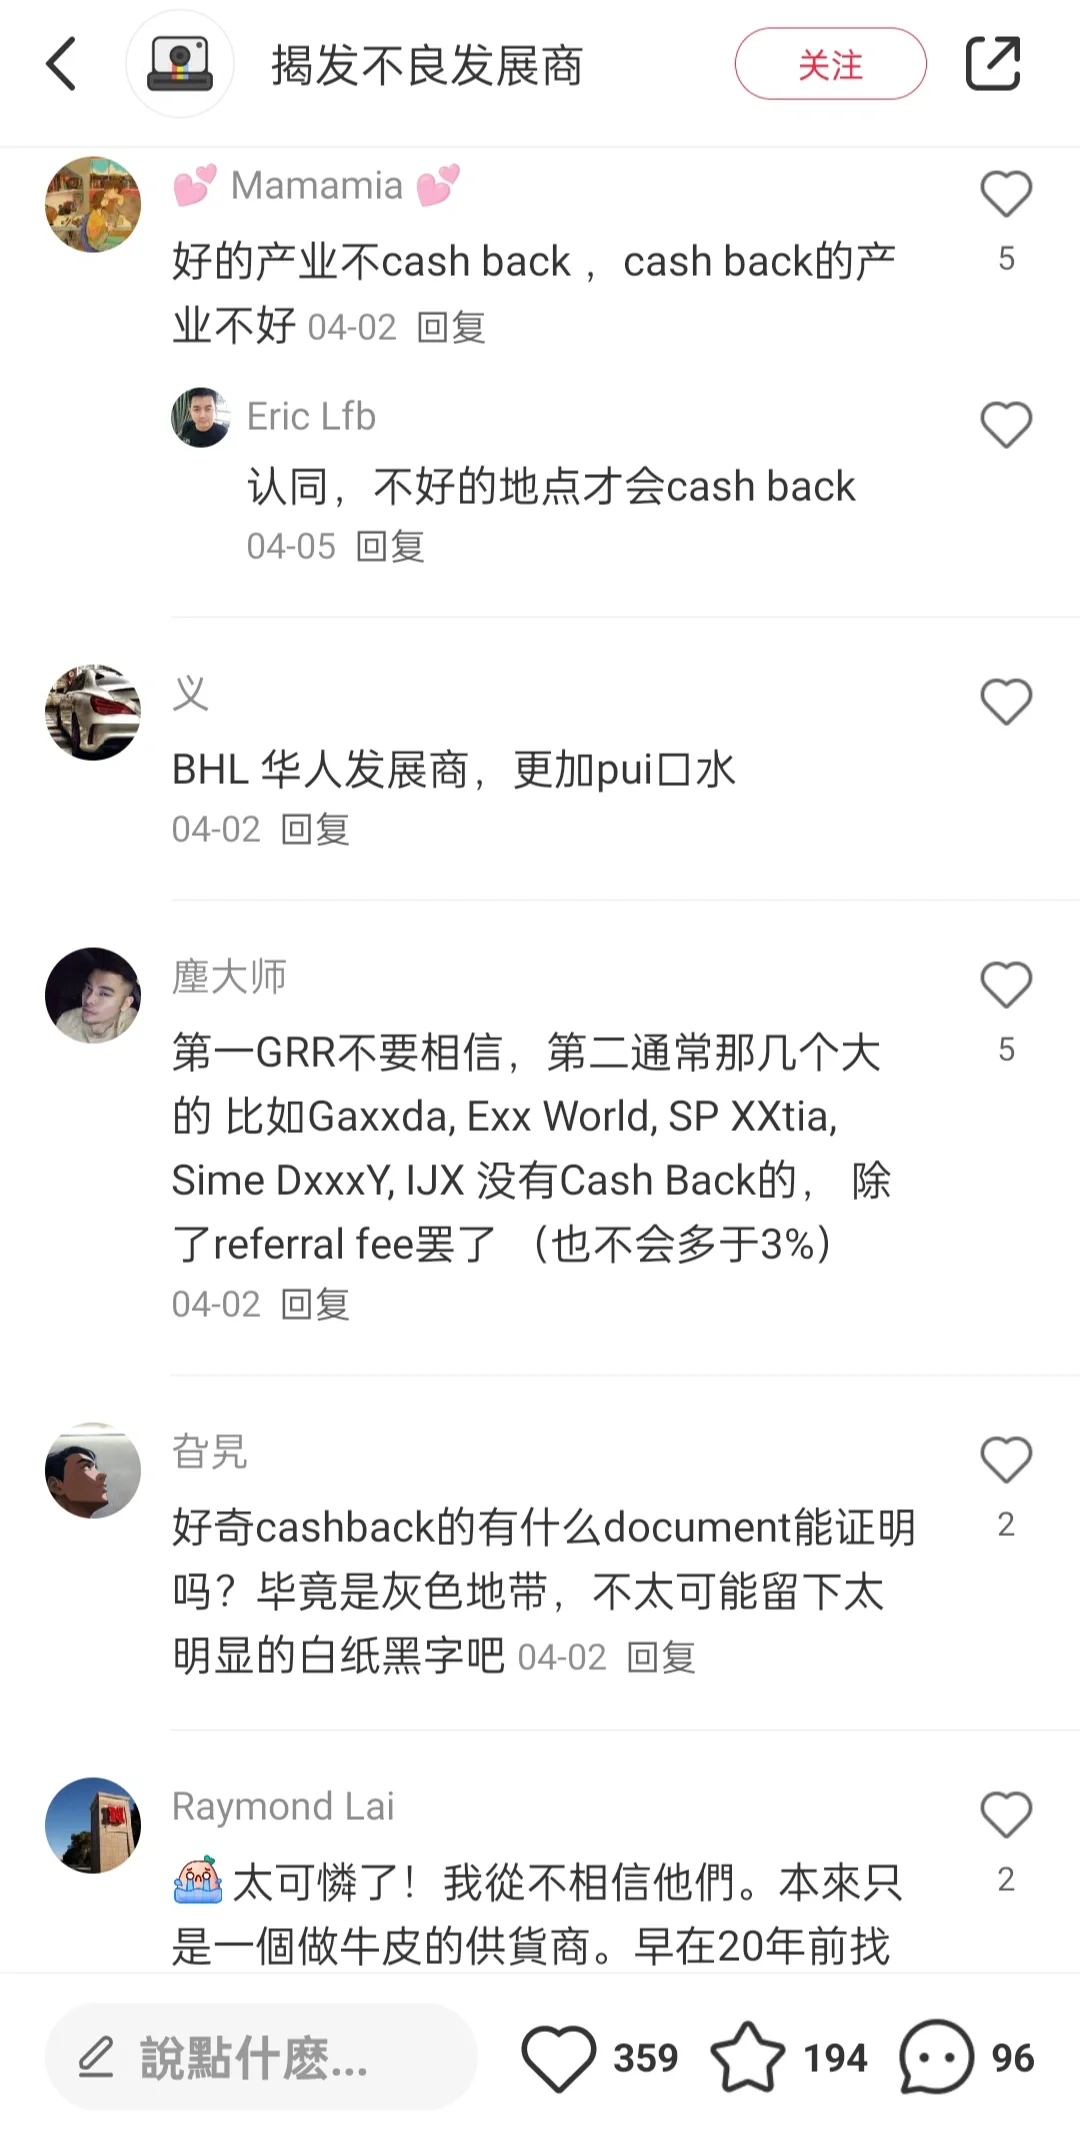 揭发不良发展商
关注
💕 Mamamia 💕
好的产业不cash back ，cash back的产
业不好 04-02 回复
5
Eric Lfb
认同，不好的地点才会cash back
04-05 回复
义
BHL 华人发展商，更加pui口水
04-02 回复
塵大师
第一GRR不要相信，第二通常那几个大
的 比如Gaxxda, Exx World, SP XXtia,
Sime DxxxY, IJX 没有Cash Back的， 除
了referral fee罢了 （也不会多于3%）
04-02 回复
5
旮旯
好奇cashback的有什么document能证明
吗？毕竟是灰色地带，不太可能留下太
明显的白纸黑字吧 04-02 回复
2
Raymond Lai
太可憐了！我從不相信他們。本來只
是一個做牛皮的供貨商。早在20年前找
2
說點什麽...
359
194
96